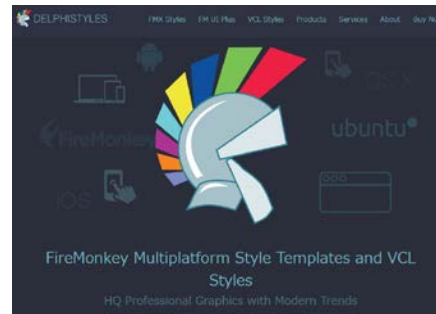 DELPHISTYLES FMX Styles FM UI Plus VCL Styles Products Services About Buy
FireMonkey
ubuntu
iOS
FireMonkey Multiplatform Style Templates and VCL
Styles
HQ Professional Graphics with Modern Trends